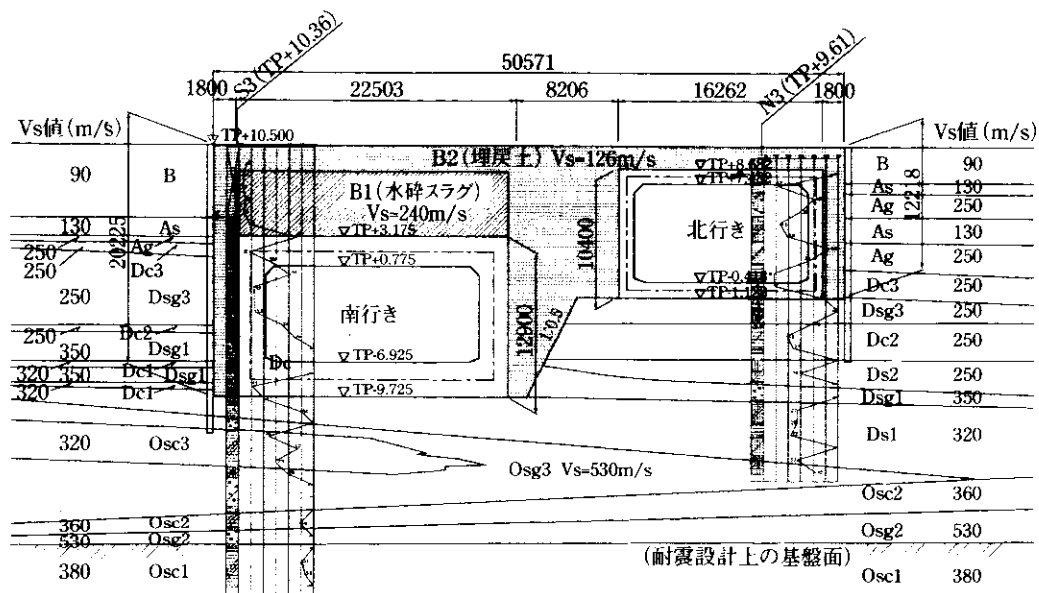 S3(TP+10.36)
N3(TP+9.61)
50571
1800 22503 8206 16262 1800
Vs値(m/s)
Vs値(m/s)
TP+10.500
B2(埋戻土) Vs=126m/s
B1(水砕スラグ)
Vs=240m/s
TP+3.175
TP+0.775
南行き
Dc
TP-6.925
TP-9.725
12900
10400
1:0.6
北行き
20225
122.8
90 B
130 As
250 Ag
250 Dc3
250 Dsg3
250 Dc2
350 Dsg1
320 Dc1
350 Dsg1
320 Dc1
320 Osc3
360 Osc2
530 Osg2
380 Osc1
Osg3 Vs=530m/s
B 90
As 130
Ag 250
As 130
Ag 250
Dc3 250
Dsg3 250
Dc2 250
Ds2 250
Dsg1 350
Ds1 320
Osc2 360
Osg2 530
(耐震設計上の基盤面)
Osc1 380